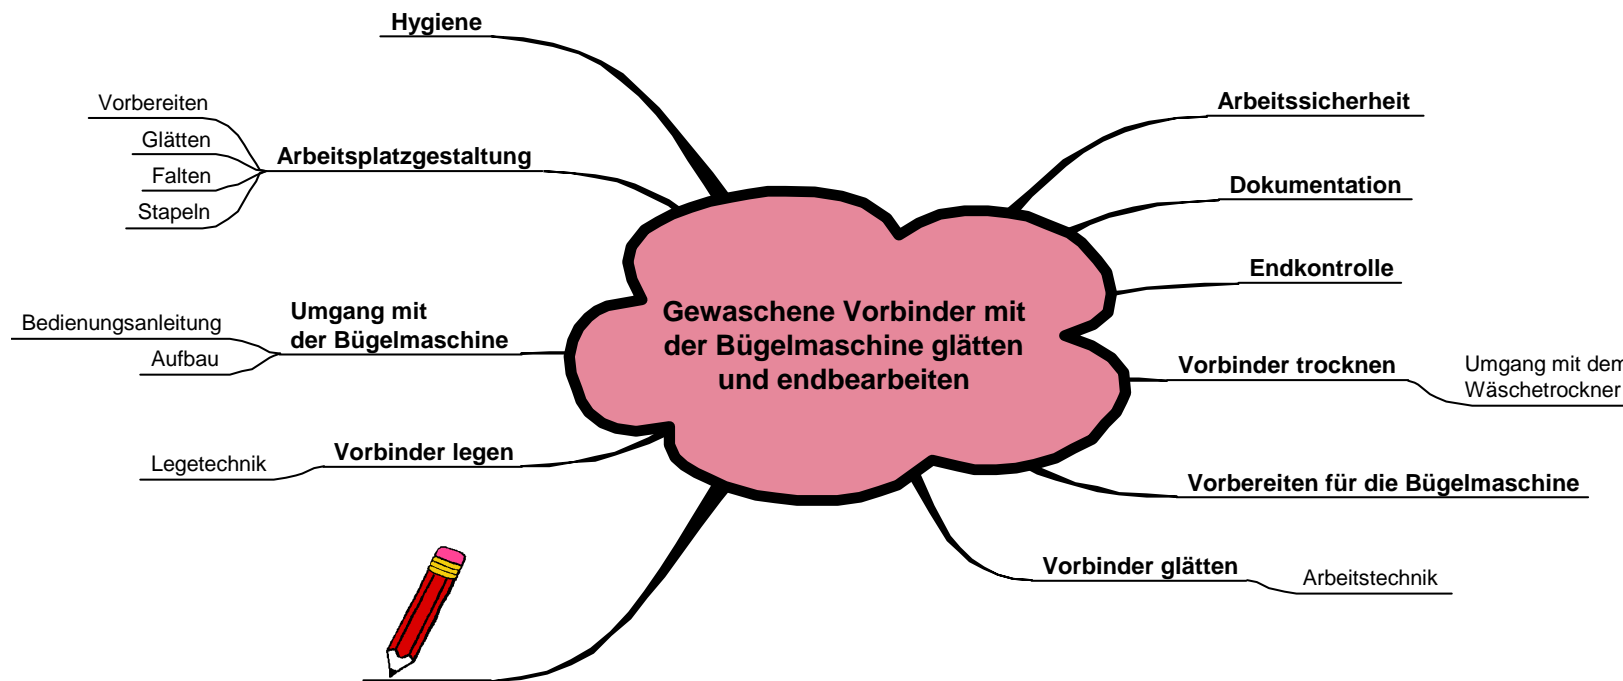 Hygiene
Vorbereiten
Glätten
Falten
Stapeln
Arbeitsplatzgestaltung
Bedienungsanleitung
Aufbau
Umgang mit
der Bügelmaschine
Legetechnik
Vorbinder legen
Gewaschene Vorbinder mit
der Bügelmaschine glätten
und endbearbeiten
Arbeitssicherheit
Dokumentation
Endkontrolle
Vorbinder trocknen
Umgang mit dem
Wäschetrockner
Vorbereiten für die Bügelmaschine
Vorbinder glätten
Arbeitstechnik